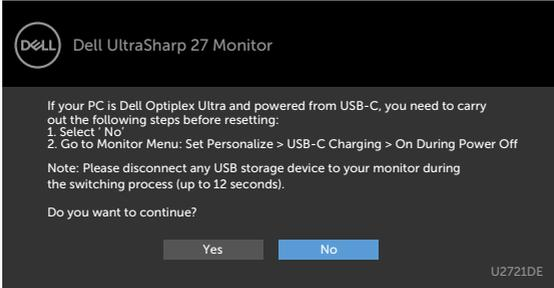 DELL
Dell UltraSharp 27 Monitor
If your PC is Dell Optiplex Ultra and powered from USB-C, you need to carry
out the following steps before resetting:
1. Select ‘ No’
2. Go to Monitor Menu: Set Personalize > USB-C Charging > On During Power Off
Note: Please disconnect any USB storage device to your monitor during
the switching process (up to 12 seconds).
Do you want to continue?
Yes No
U2721DE